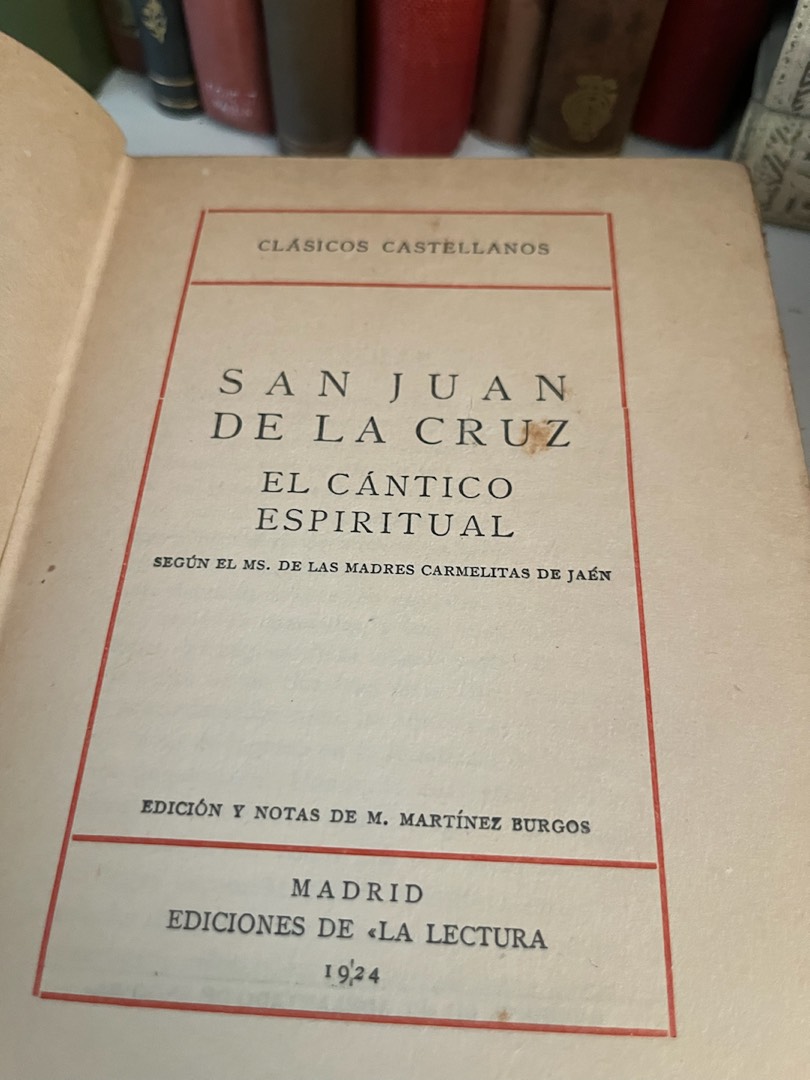 CLÁSICOS CASTELLANOS
SAN JUAN
DE LA CRUZ
EL CÁNTICO
ESPIRITUAL
SEGÚN EL MS. DE LAS MADRES CARMELITAS DE JAÉN
EDICIÓN Y NOTAS DE M. MARTÍNEZ BURGOS
MADRID
EDICIONES DE «LA LECTURA
1924